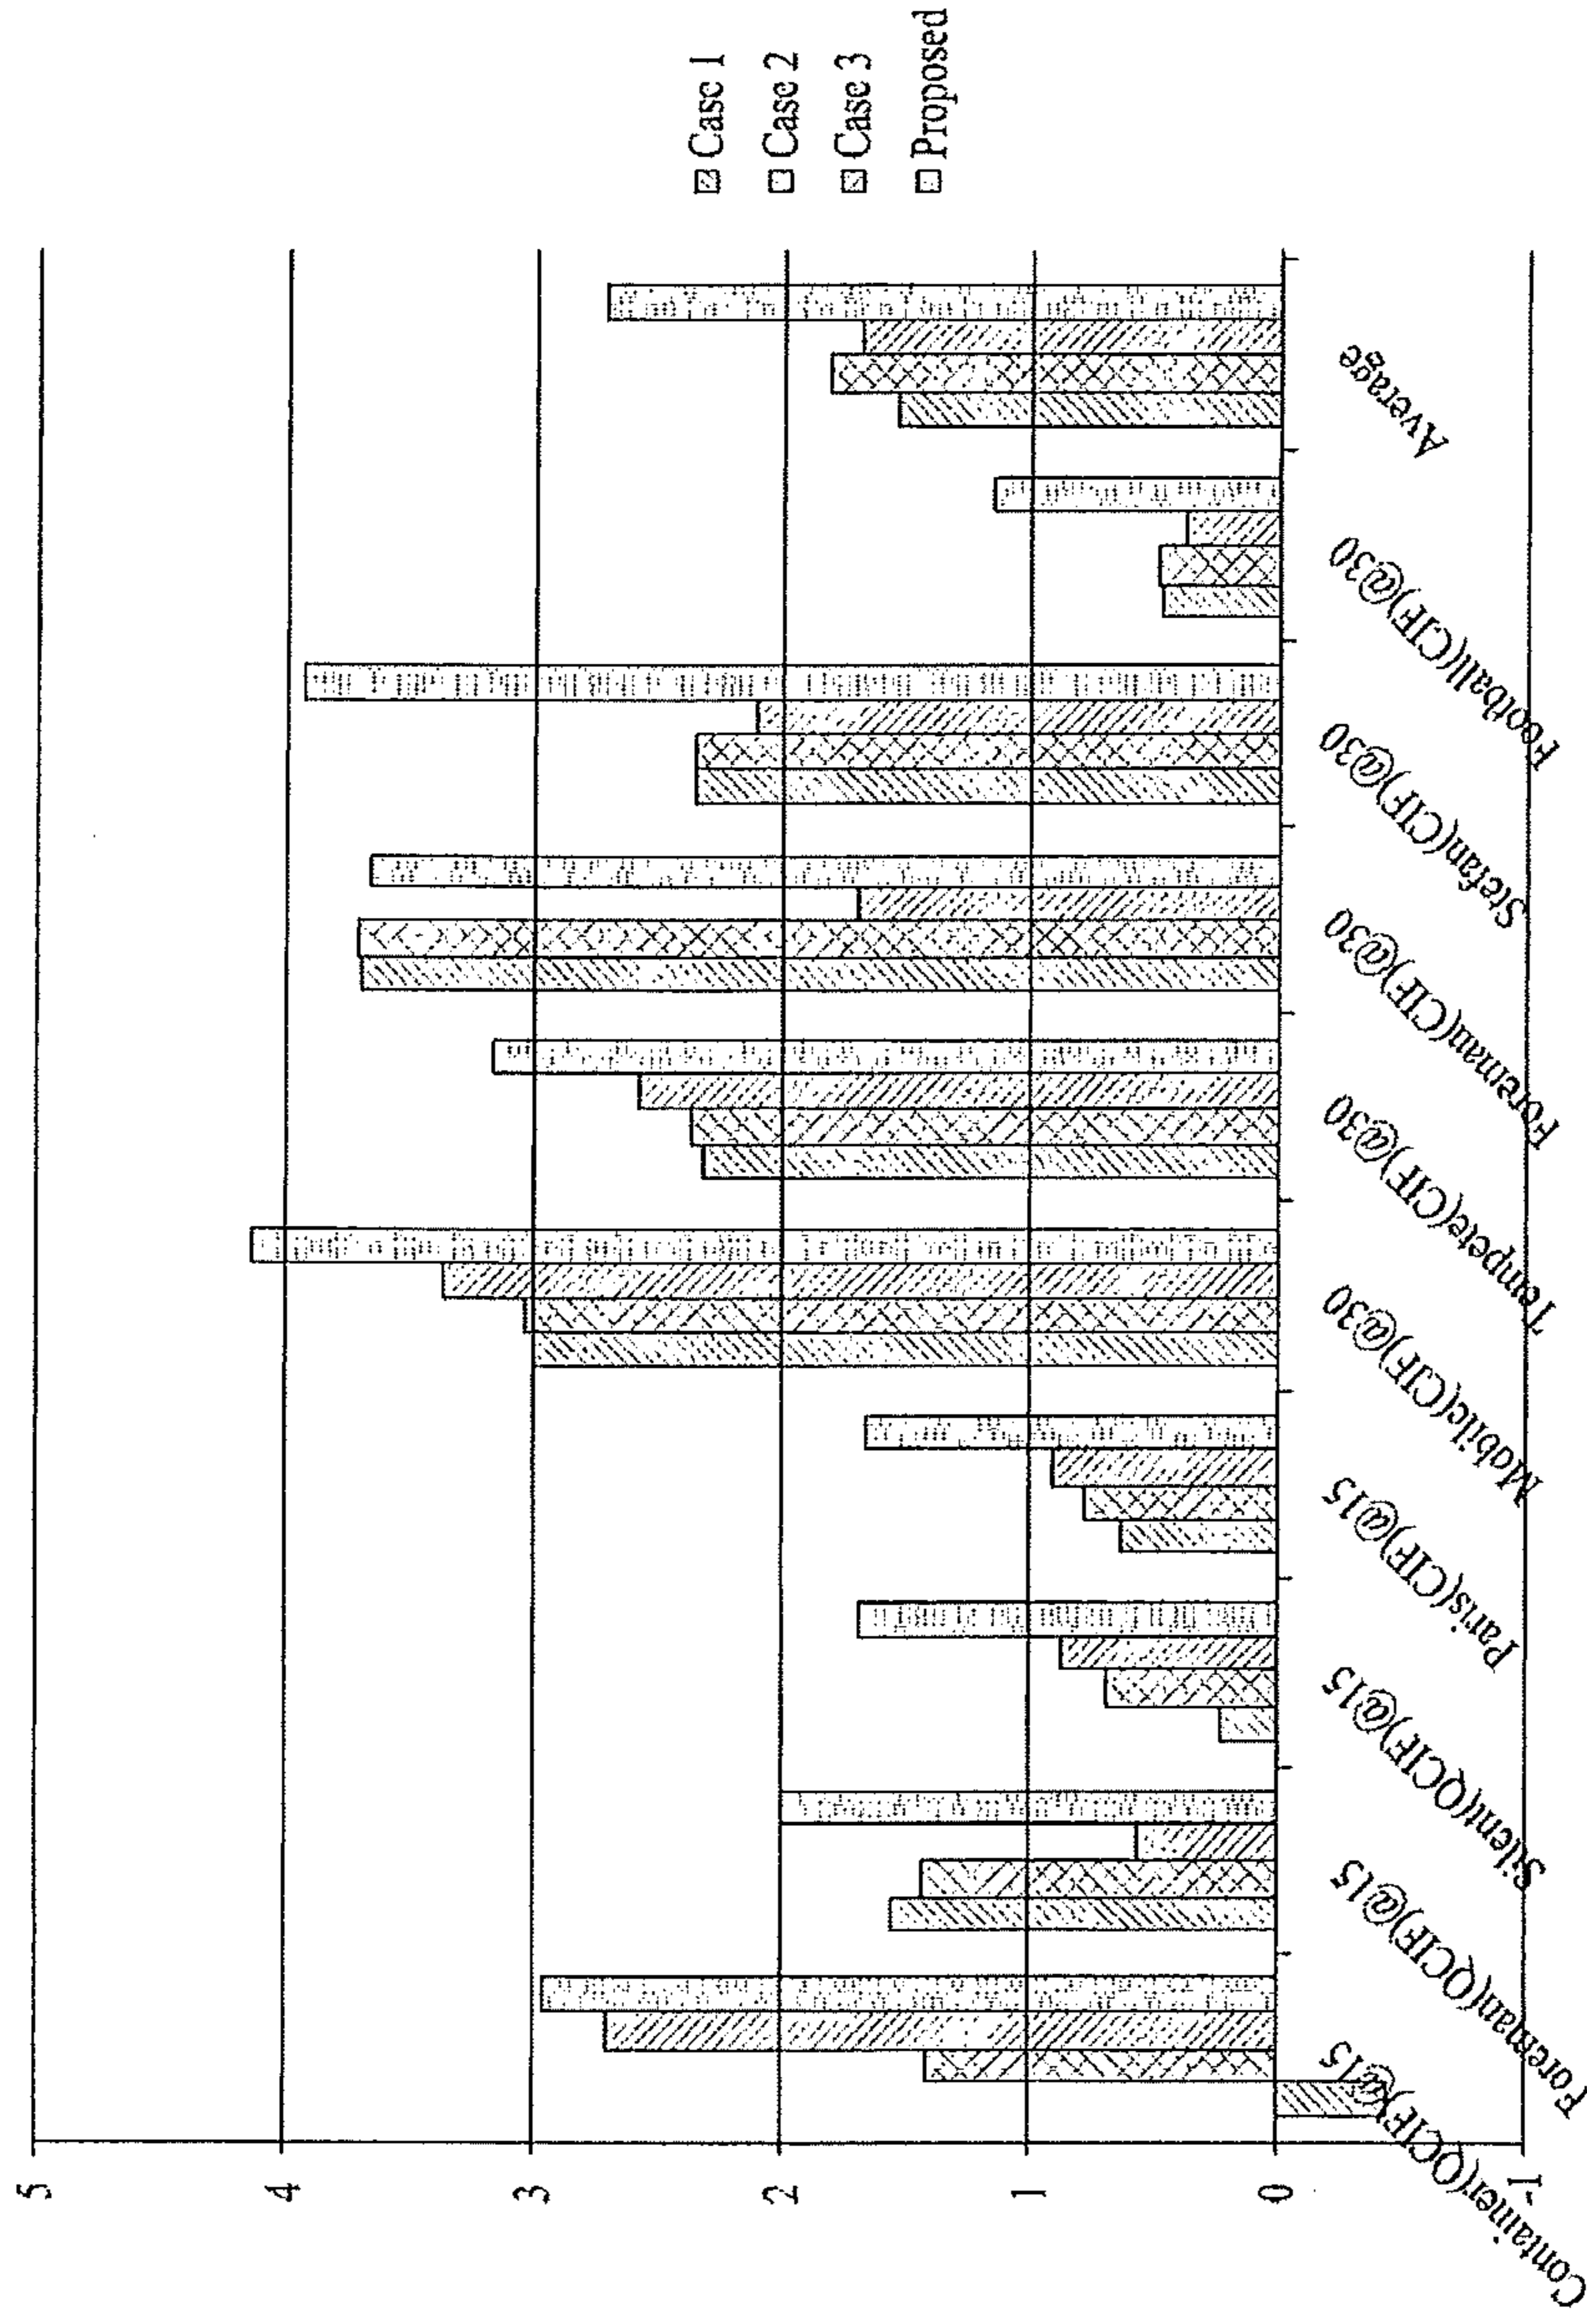 5
4
3
2
1
0
-1
Container(QCIF)@15
Foreman(QCIF)@15
Silent(QCIF)@15
Paris(CIF)@15
Mobile(CIF)@30
Tempete(CIF)@30
Foreman(CIF)@30
Stefan(CIF)@30
Football(CIF)@30
Average
Case 1
Case 2
Case 3
Proposed